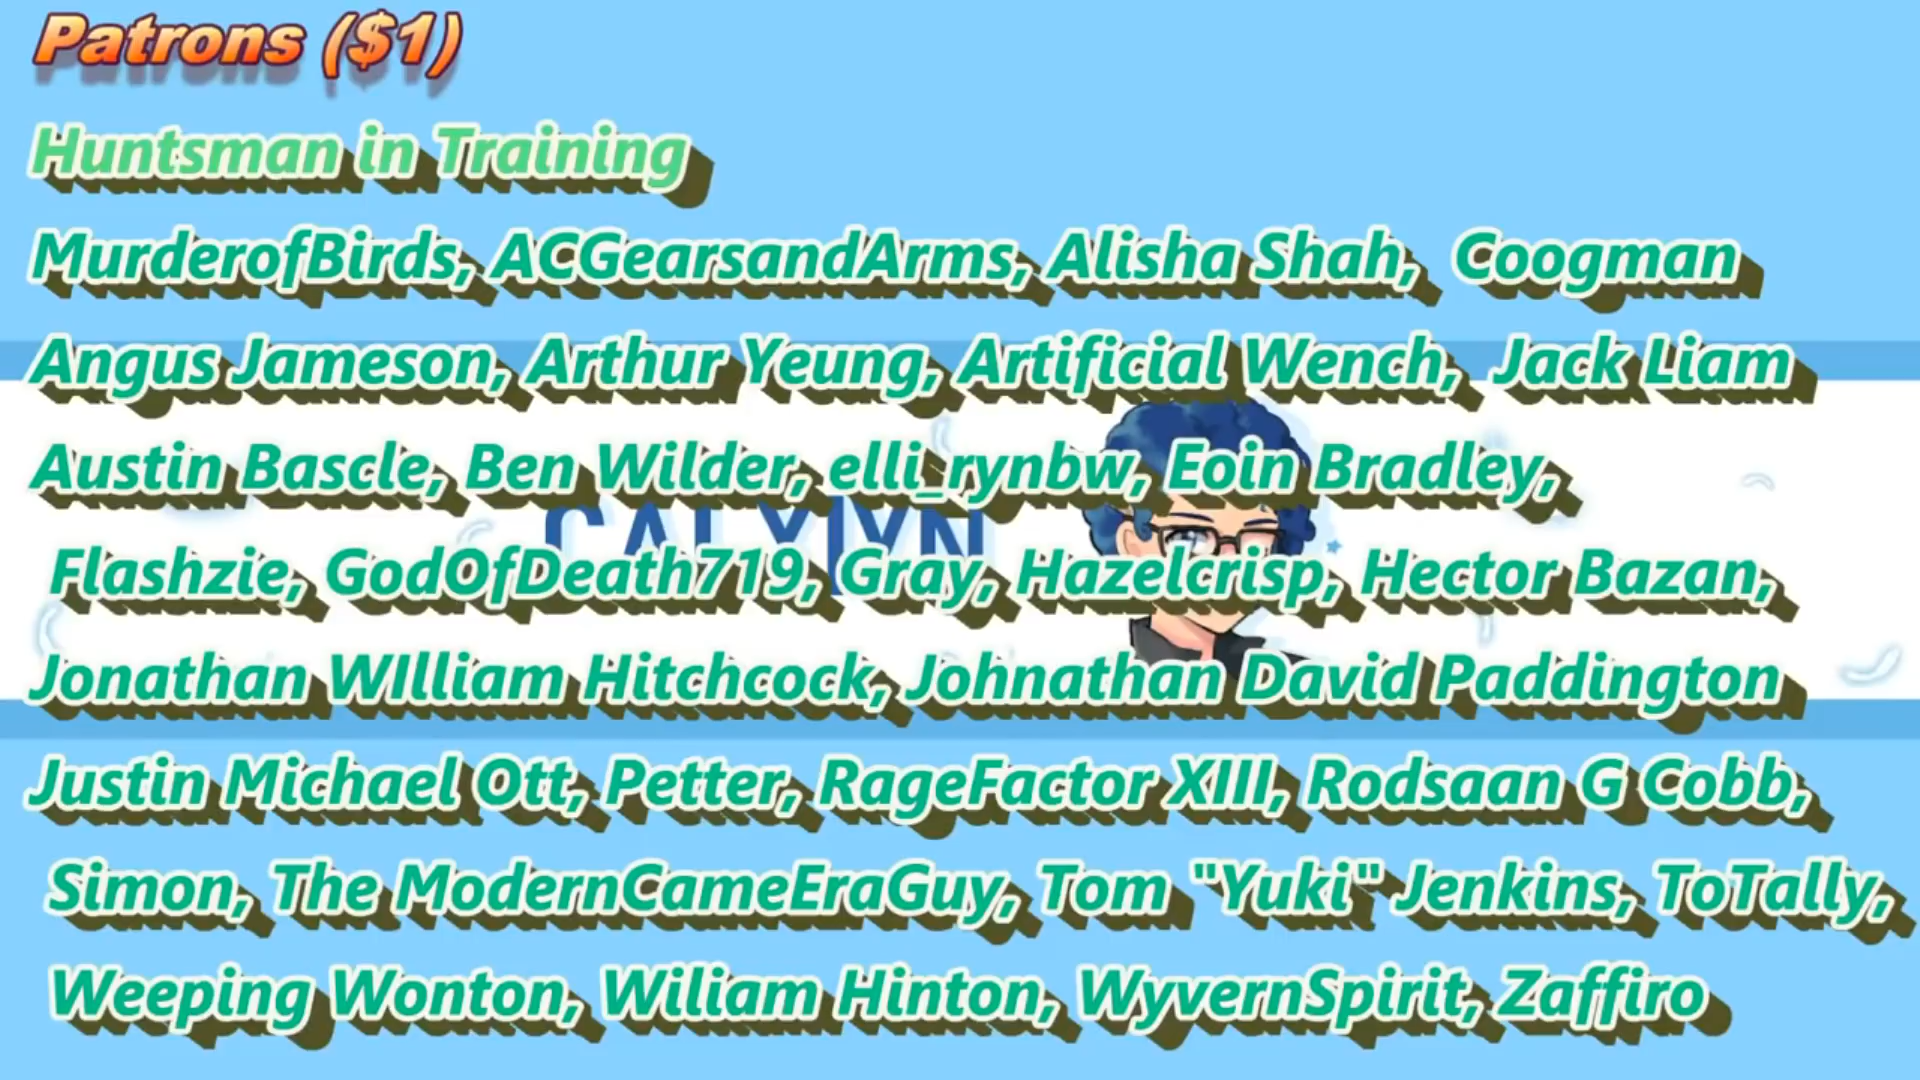 Patrons ($1)
Huntsman in Training
MurderofBirds, ACGearsandArms, Alisha Shah, Coogman
Angus Jameson, Arthur Yeung, Artificial Wench, Jack Liam
Austin Bascle, Ben Wilder, elli_rynbw, Eoin Bradley,
Flashzie, GodOfDeath719, Gray, Hazelcrisp, Hector Bazan,
Jonathan WIlliam Hitchcock, Johnathan David Paddington
Justin Michael Ott, Petter, RageFactor XIII, Rodsaan G Cobb,
Simon, The ModernCameEraGuy, Tom "Yuki" Jenkins, ToTally,
Weeping Wonton, Wiliam Hinton, WyvernSpirit, Zaffiro